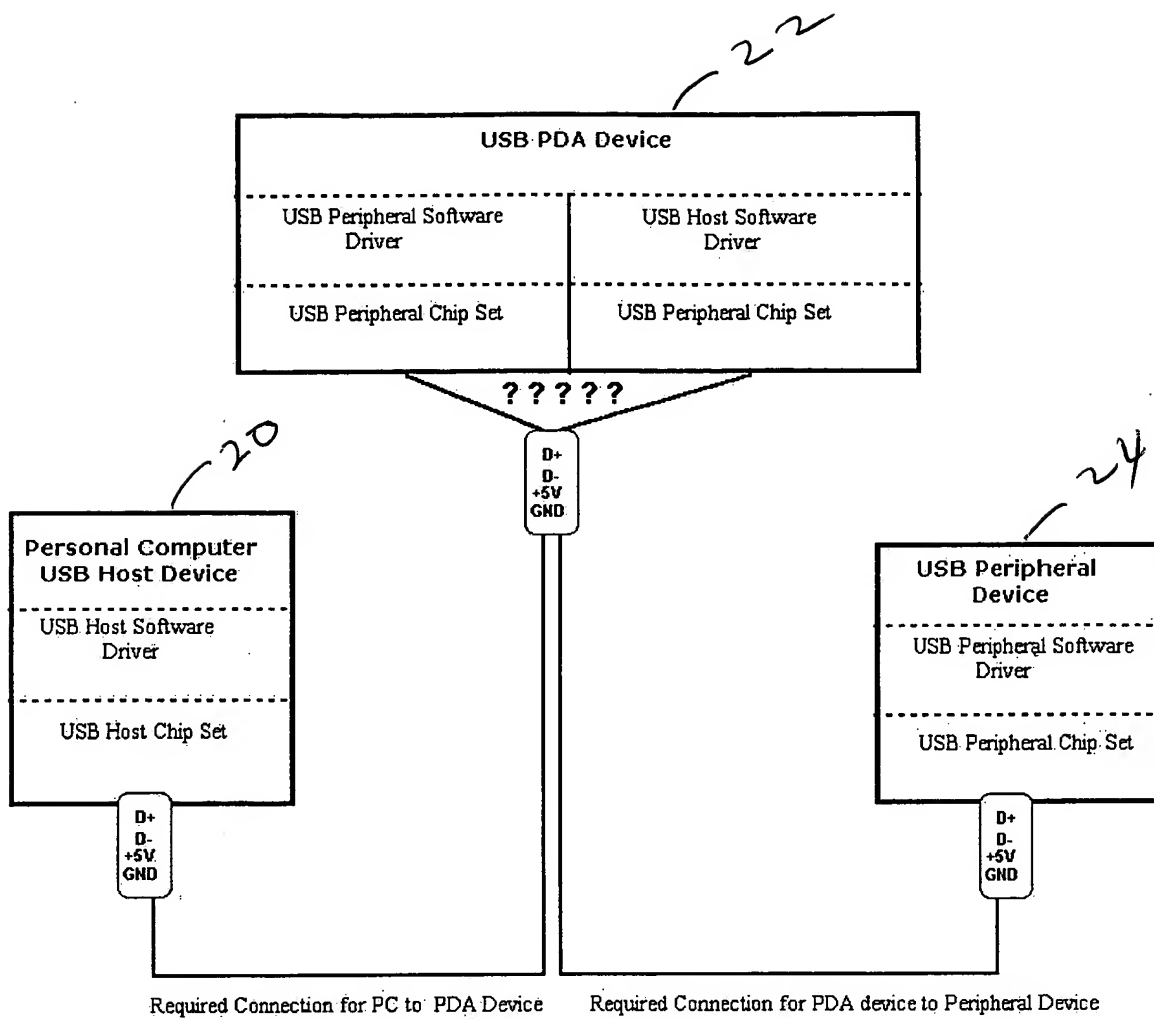 22
USB PDA Device
USB Peripheral Software
Driver
USB Host Software
Driver
USB Peripheral Chip Set
USB Peripheral Chip Set
?????
D+
D-
+5V
GND
20
Personal Computer
USB Host Device
USB Host Software
Driver
USB Host Chip Set
D+
D-
+5V
GND
24
USB Peripheral
Device
USB Peripheral Software
Driver
USB Peripheral Chip Set
D+
D-
+5V
GND
Required Connection for PC to PDA Device
Required Connection for PDA device to Peripheral Device